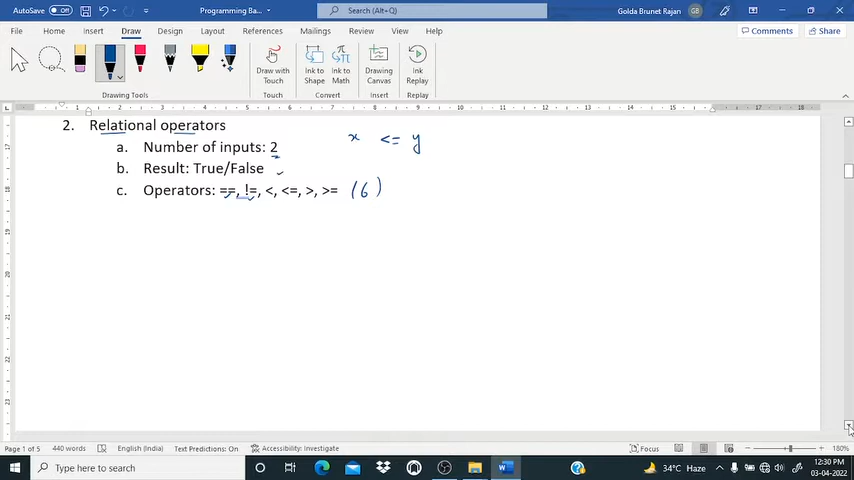 AutoSave Off Programming Ba... Search (Alt+Q) Golda Brunet Rajan GB
File Home Insert Draw Design Layout References Mailings Review View Help Comments Share
Draw with Touch Ink to Shape Ink to Math Drawing Canvas Ink Replay
Drawing Tools Touch Convert Insert Replay
2. Relational operators
a. Number of inputs: 2 x <= y
b. Result: True/False
c. Operators: ==, !=, <, <=, >, >= (6)
Page 1 of 5 440 words English (India) Text Predictions: On Accessibility: Investigate Focus 180%
Type here to search 34°C Haze 12:30 PM
03-04-2022